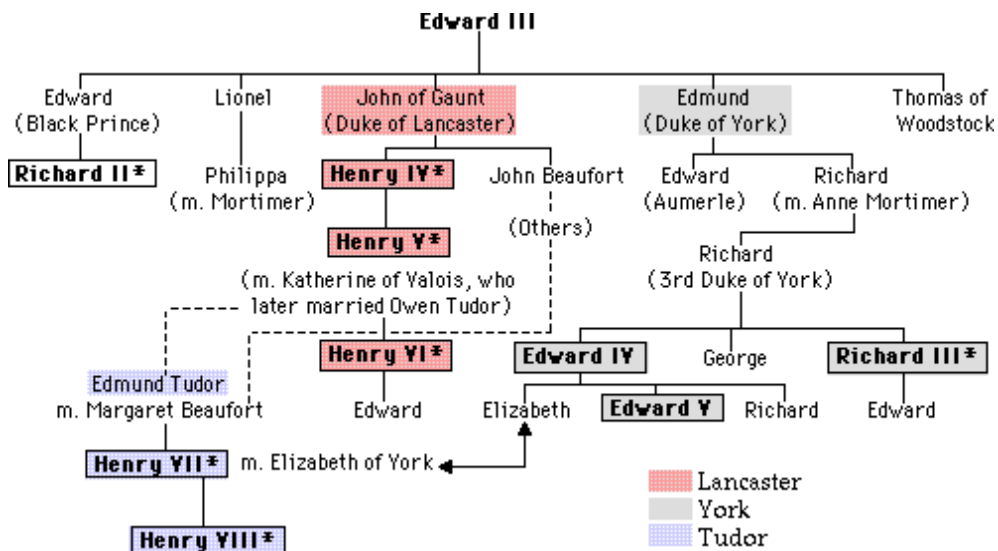 Edward III
Edward
(Black Prince)
Lionel
John of Gaunt
(Duke of Lancaster)
Edmund
(Duke of York)
Thomas of
Woodstock
Richard II*
Philippa
(m. Mortimer)
Henry IV*
John Beaufort
Edward
(Aumerle)
Richard
(m. Anne Mortimer)
Henry V*
(Others)
Richard
(3rd Duke of York)
(m. Katherine of Valois, who
later married Owen Tudor)
Henry VI*
Edward IV
George
Richard III*
Edmund Tudor
m. Margaret Beaufort
Edward
Elizabeth
Edward V
Richard
Edward
Henry VII*
m. Elizabeth of York
Henry VIII*
Lancaster
York
Tudor